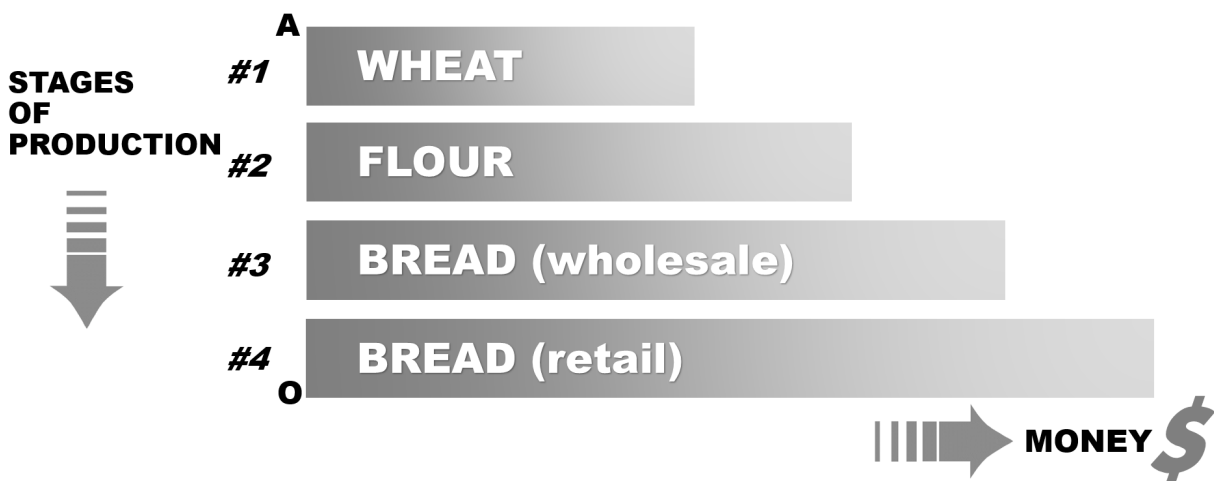 A
#1 WHEAT
STAGES
OF
PRODUCTION
#2 FLOUR
#3 BREAD (wholesale)
#4 BREAD (retail)
O
MONEY $